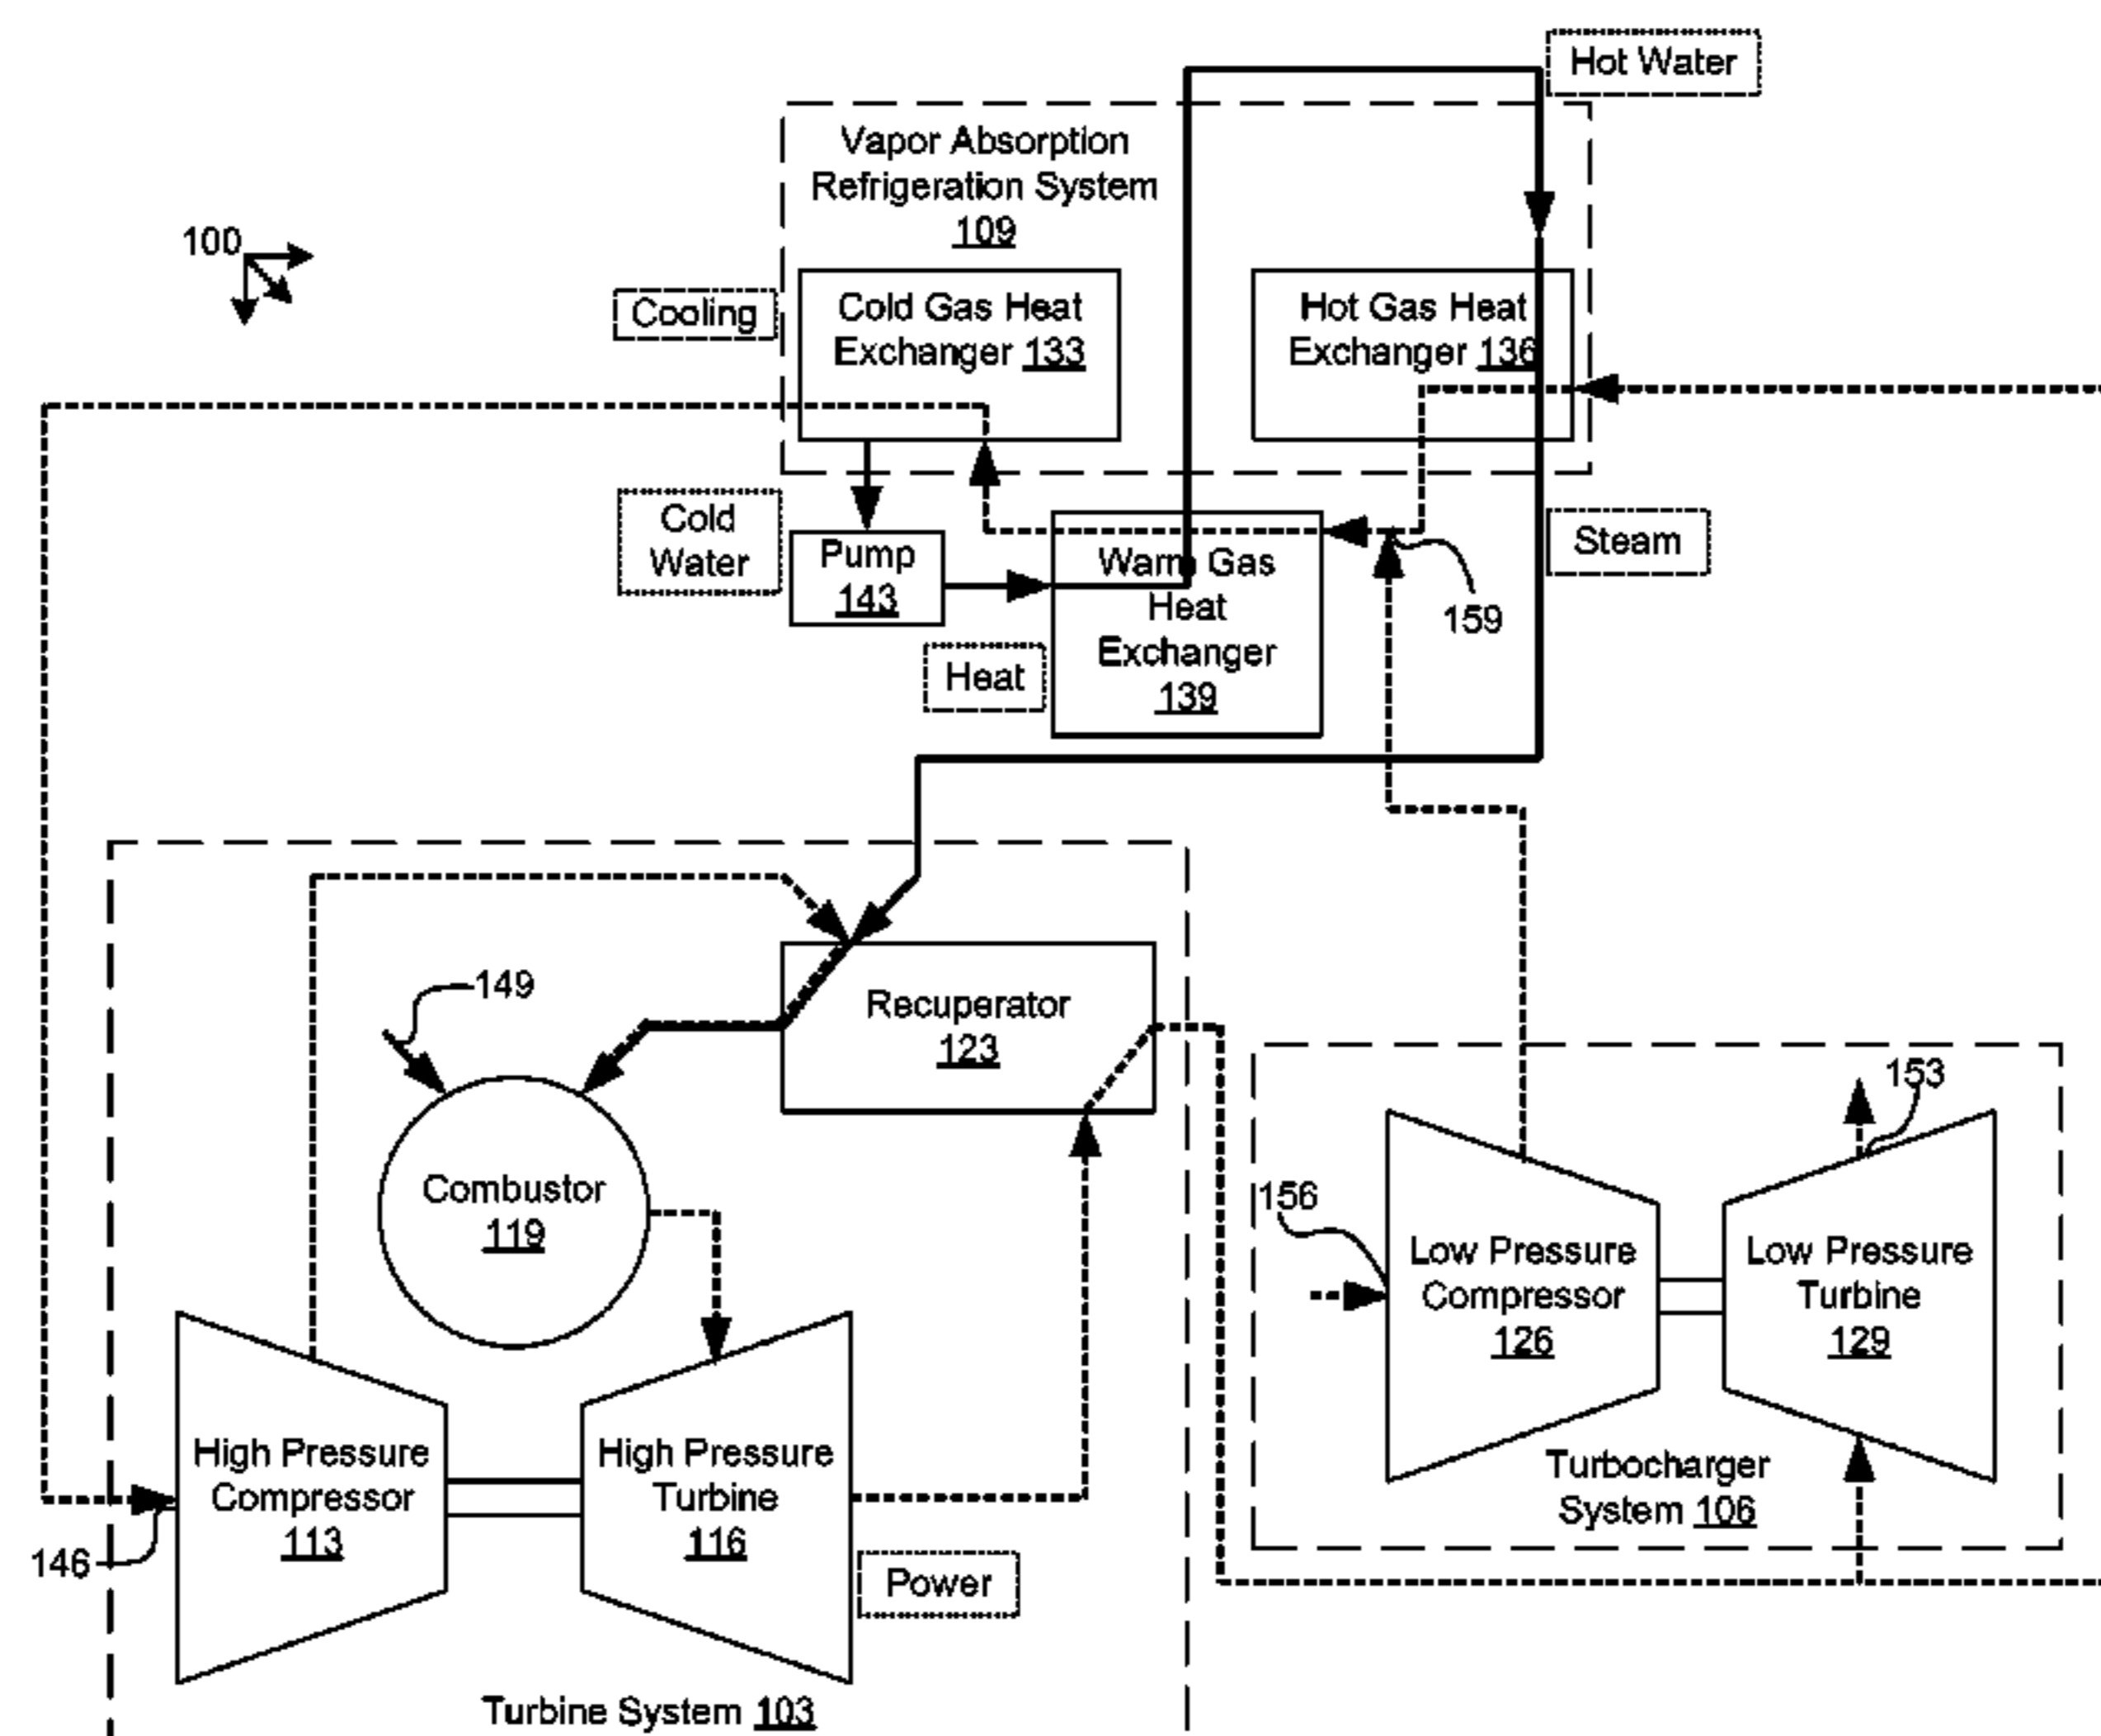 Hot Water
Vapor Absorption
Refrigeration System
109
100
Cooling
Cold Gas Heat
Exchanger 133
Hot Gas Heat
Exchanger 136
Cold
Water
Pump
143
Warm Gas
Heat
Exchanger
139
Steam
159
Heat
149
Recuperator
123
153
Combustor
119
156
Low Pressure
Compressor
126
Low Pressure
Turbine
129
High Pressure
Compressor
113
High Pressure
Turbine
116
Turbocharger
System 106
146
Power
Turbine System 103